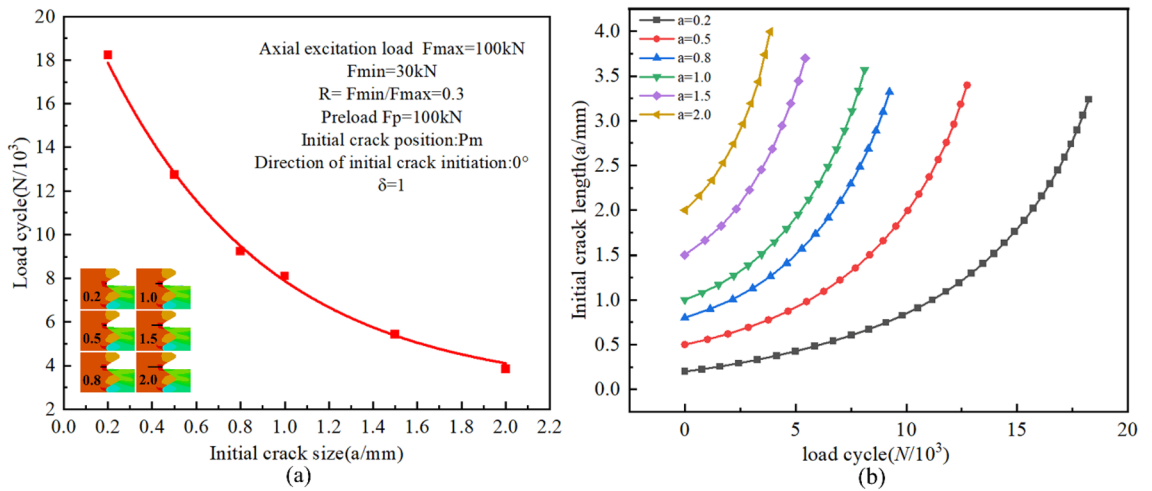 (a)
20
18
16
14
12
10
8
6
4
2
Load cycle(N/10³)
Axial excitation load Fmax=100kN
Fmin=30kN
R= Fmin/Fmax=0.3
Preload Fp=100kN
Initial crack position:Pm
Direction of initial crack initiation:0°
δ=1
0.2 1.0
0.5 1.5
0.8 2.0
0.0 0.2 0.4 0.6 0.8 1.0 1.2 1.4 1.6 1.8 2.0 2.2
Initial crack size(a/mm)
(a)
(b)
4.0
3.5
3.0
2.5
2.0
1.5
1.0
0.5
0.0
Initial crack length(a/mm)
a=0.2
a=0.5
a=0.8
a=1.0
a=1.5
a=2.0
0 5 10 15 20
load cycle(N/10³)
(b)